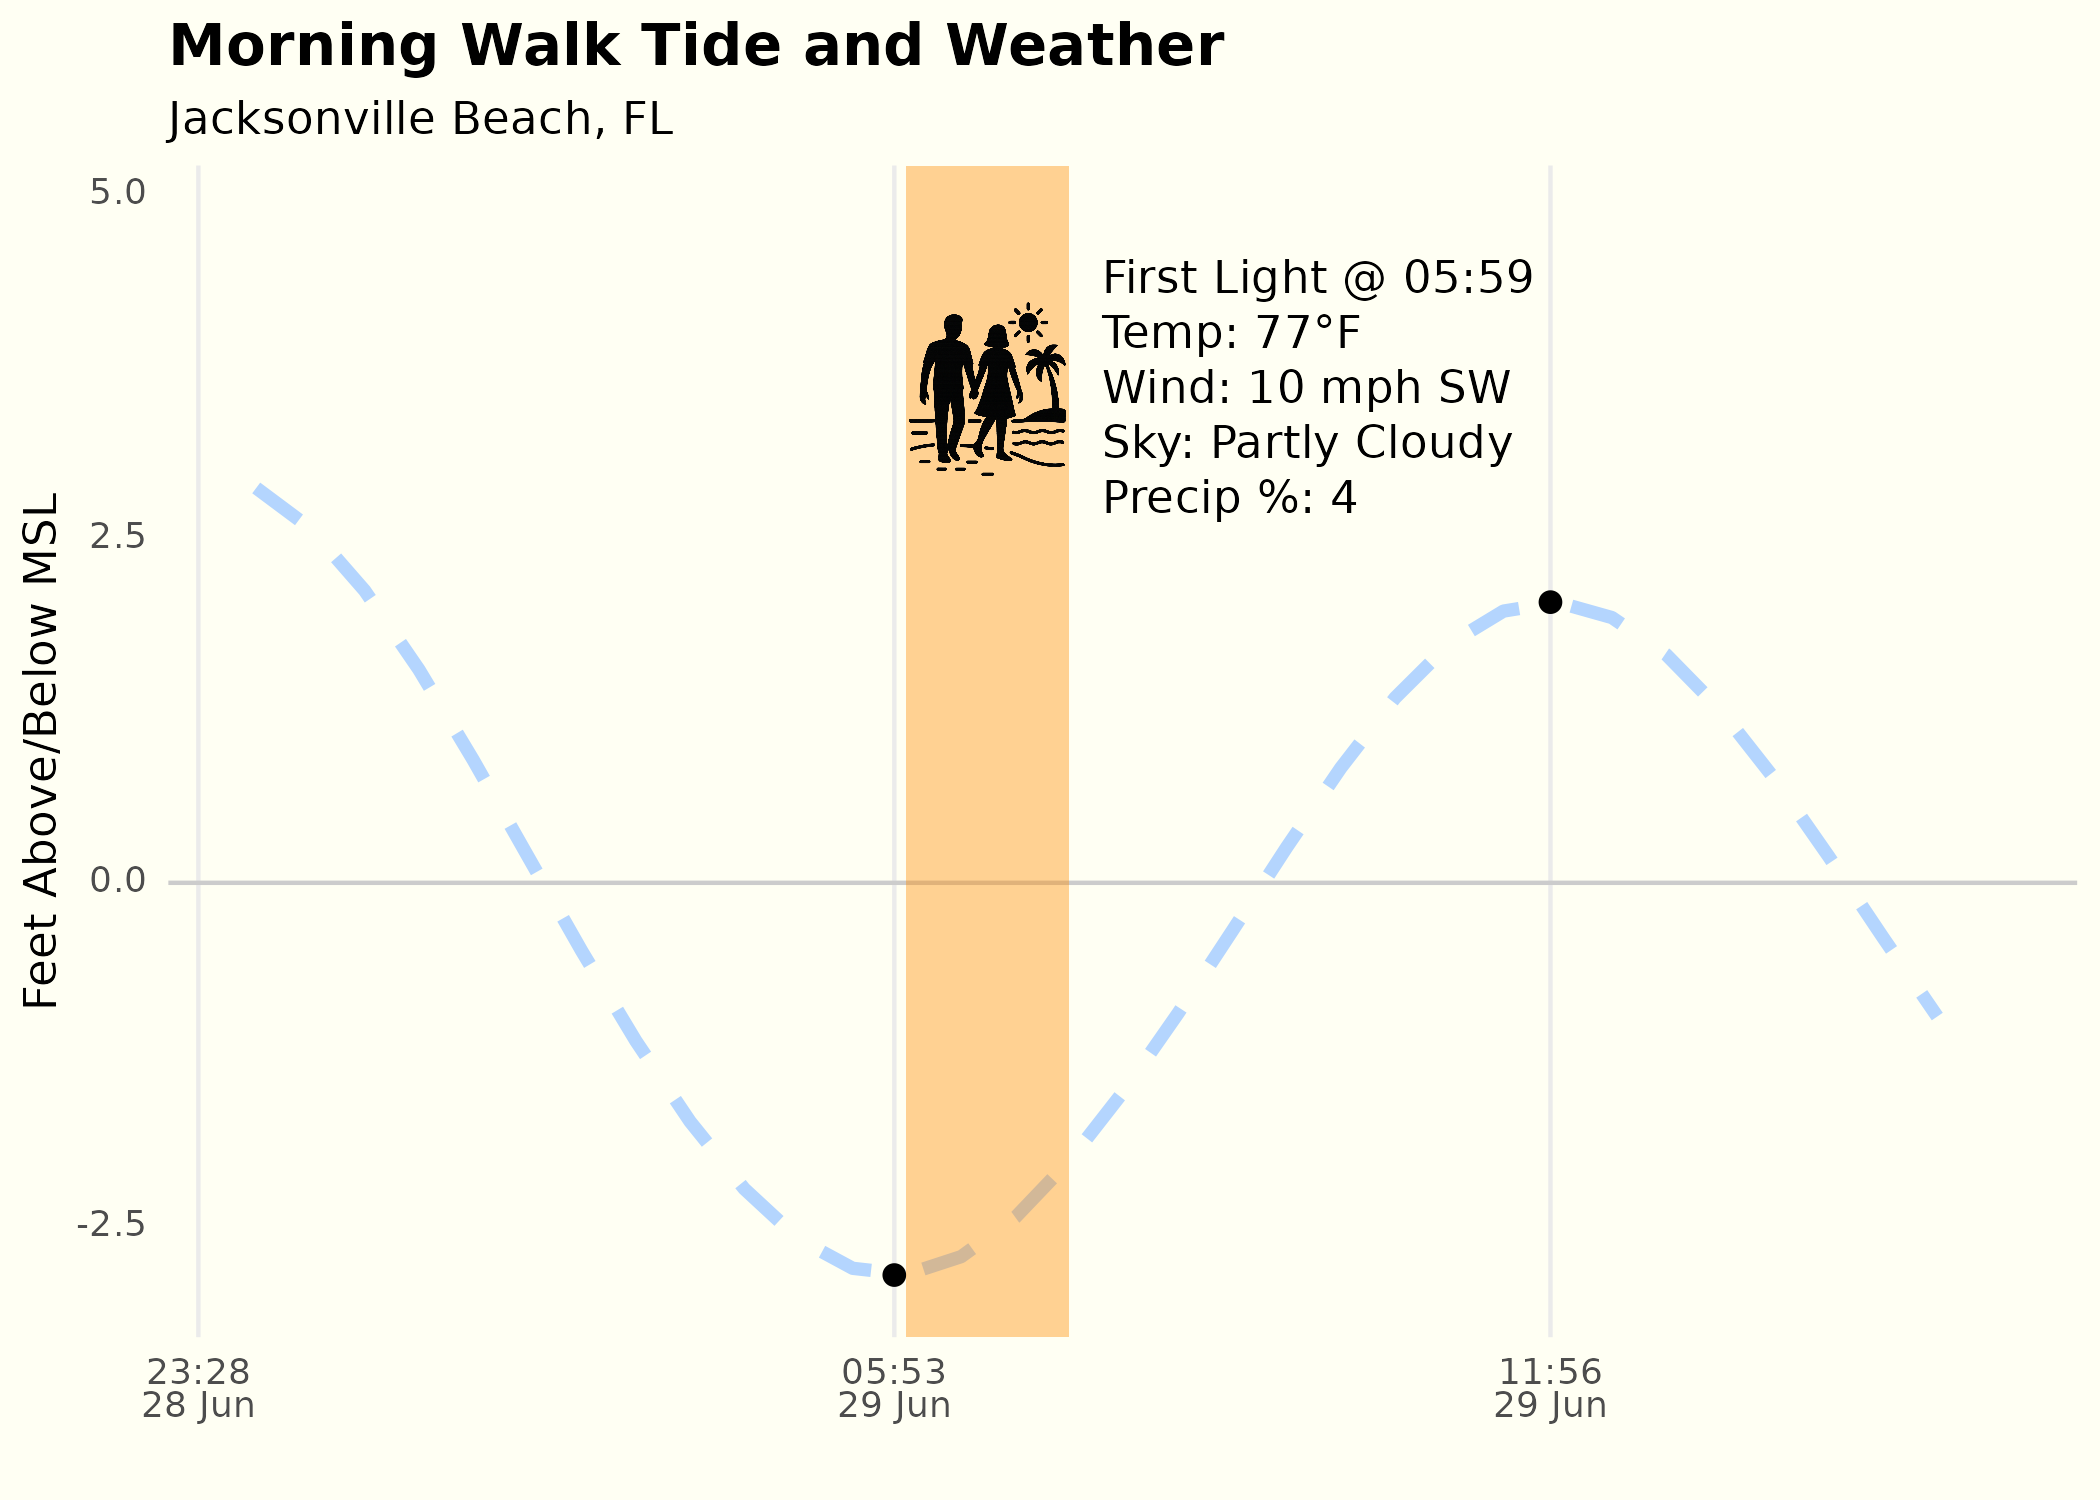 Morning Walk Tide and Weather
Jacksonville Beach, FL
Feet Above/Below MSL
5.0
2.5
0.0
-2.5
First Light @ 05:59
Temp: 77°F
Wind: 10 mph SW
Sky: Partly Cloudy
Precip %: 4
23:28
28 Jun
05:53
29 Jun
11:56
29 Jun